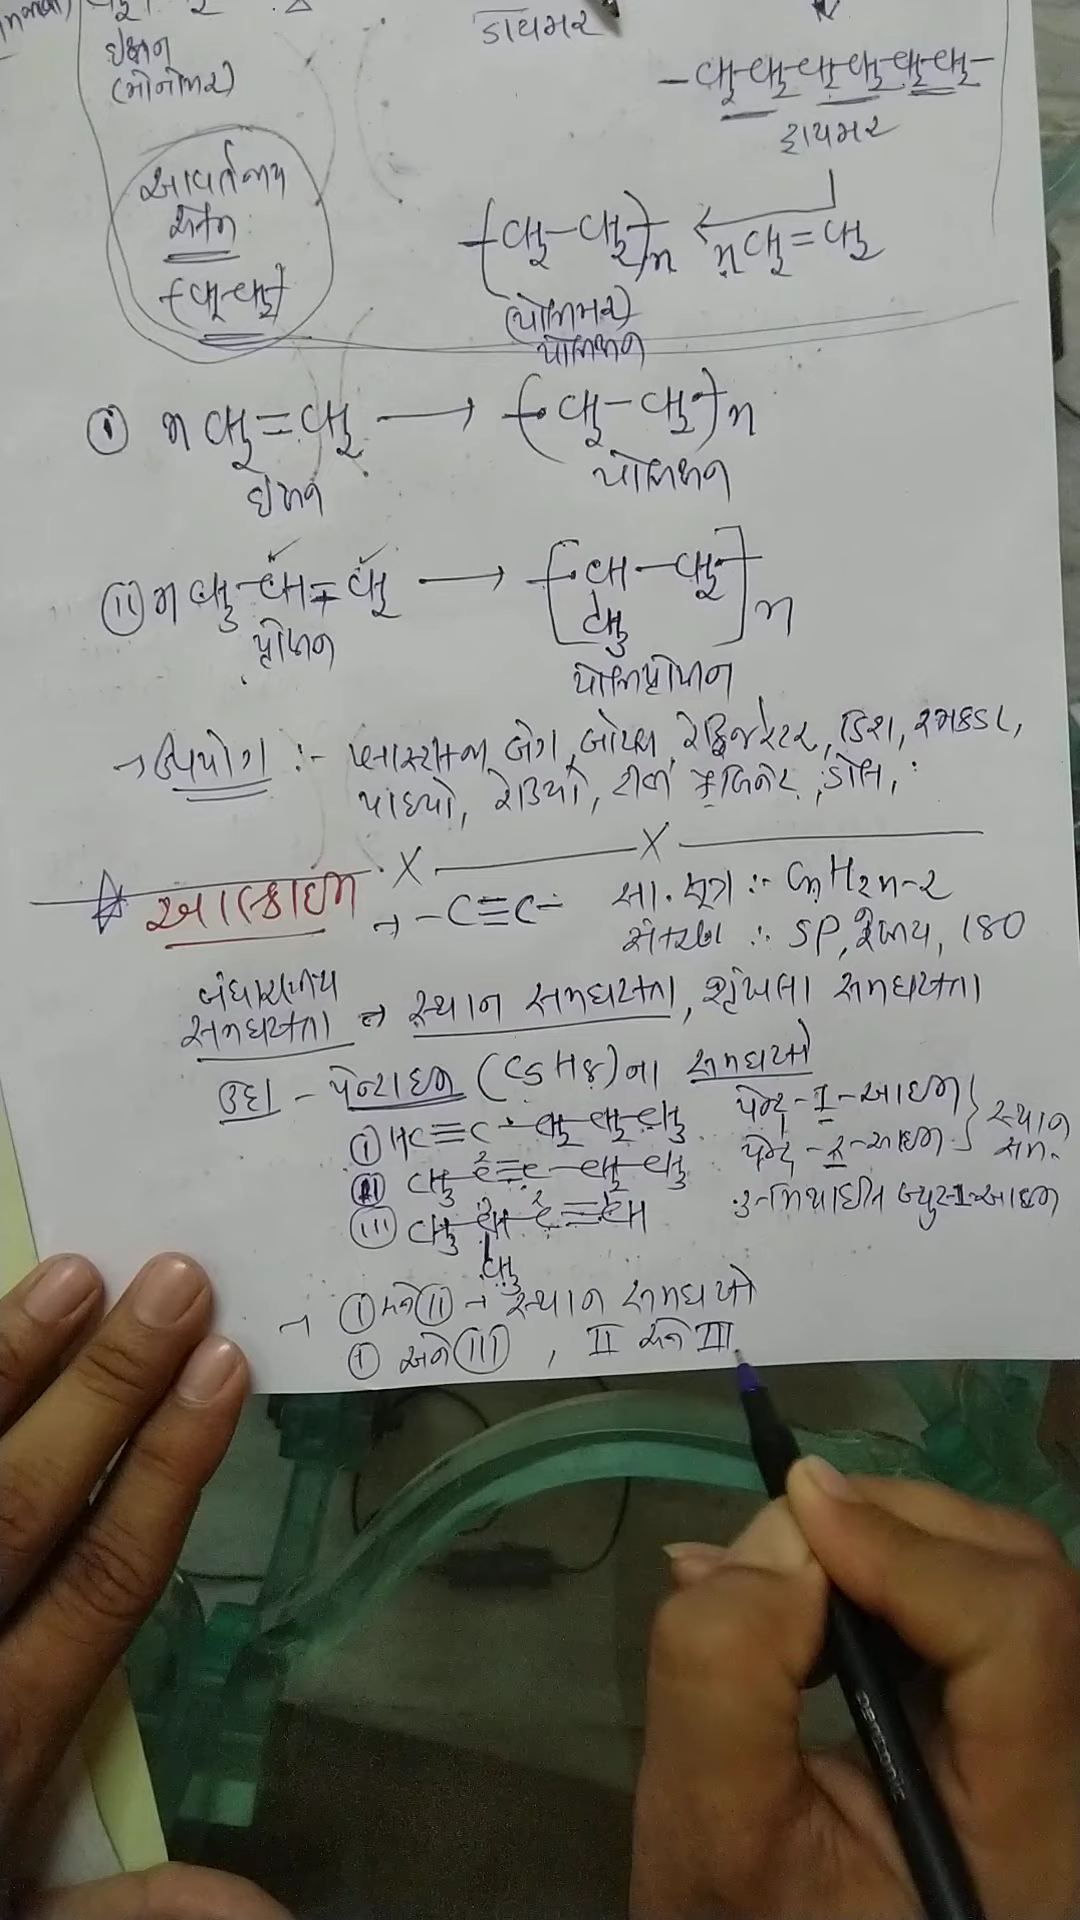 ડાયમર
ઇથીન
(મોનોમર)
-CH2-CH2-CH2-CH2-CH2-CH2-
ડાયમર
આવર્તનીય
એકમ
-(CH2-CH2)-
-(CH2-CH2)n ← nCH2=CH2
(પોલિમર)
પોલિથીન
(i) n CH2=CH2 → -(CH2-CH2)-n
ઇથીન પોલિથીન
(ii) n CH3-CH=CH2 → -[CH-CH2]-n
CH3
પ્રોપીન
પોલિપ્રોપીન
→ ઉપયોગ :- પ્લાસ્ટીકની બેગ, બોટલ, રેફ્રિજરેટર, ડિશ, રમકડાં,
પાઇપો, રેડિયો, ટીવી કેબિનેટ, ડોલ,
X X
આલ્કાઇન → -C≡C- સા. સૂત્ર :- CnH2n-2
સંકરણ :- SP, રેખીય, 180
બંધારણીય
સમઘટકતા → સ્થાન સમઘટકતા, શૃંખલા સમઘટકતા
ઉદા - પેન્ટાઇન (C5H8)ના સમઘટકો
(i) HC≡C-CH2-CH2-CH3 પેન્ટ-1-આઇન } સ્થાન
(ii) CH3-C≡C-CH2-CH3 પેન્ટ-2-આઇન } સમ.
(iii) CH3-CH-C≡CH 3-મિથાઇલ બ્યુટ-1-આઇન
CH3
→ (i) અને (ii) → સ્થાન સમઘટકો
(i) અને (iii), II અને III